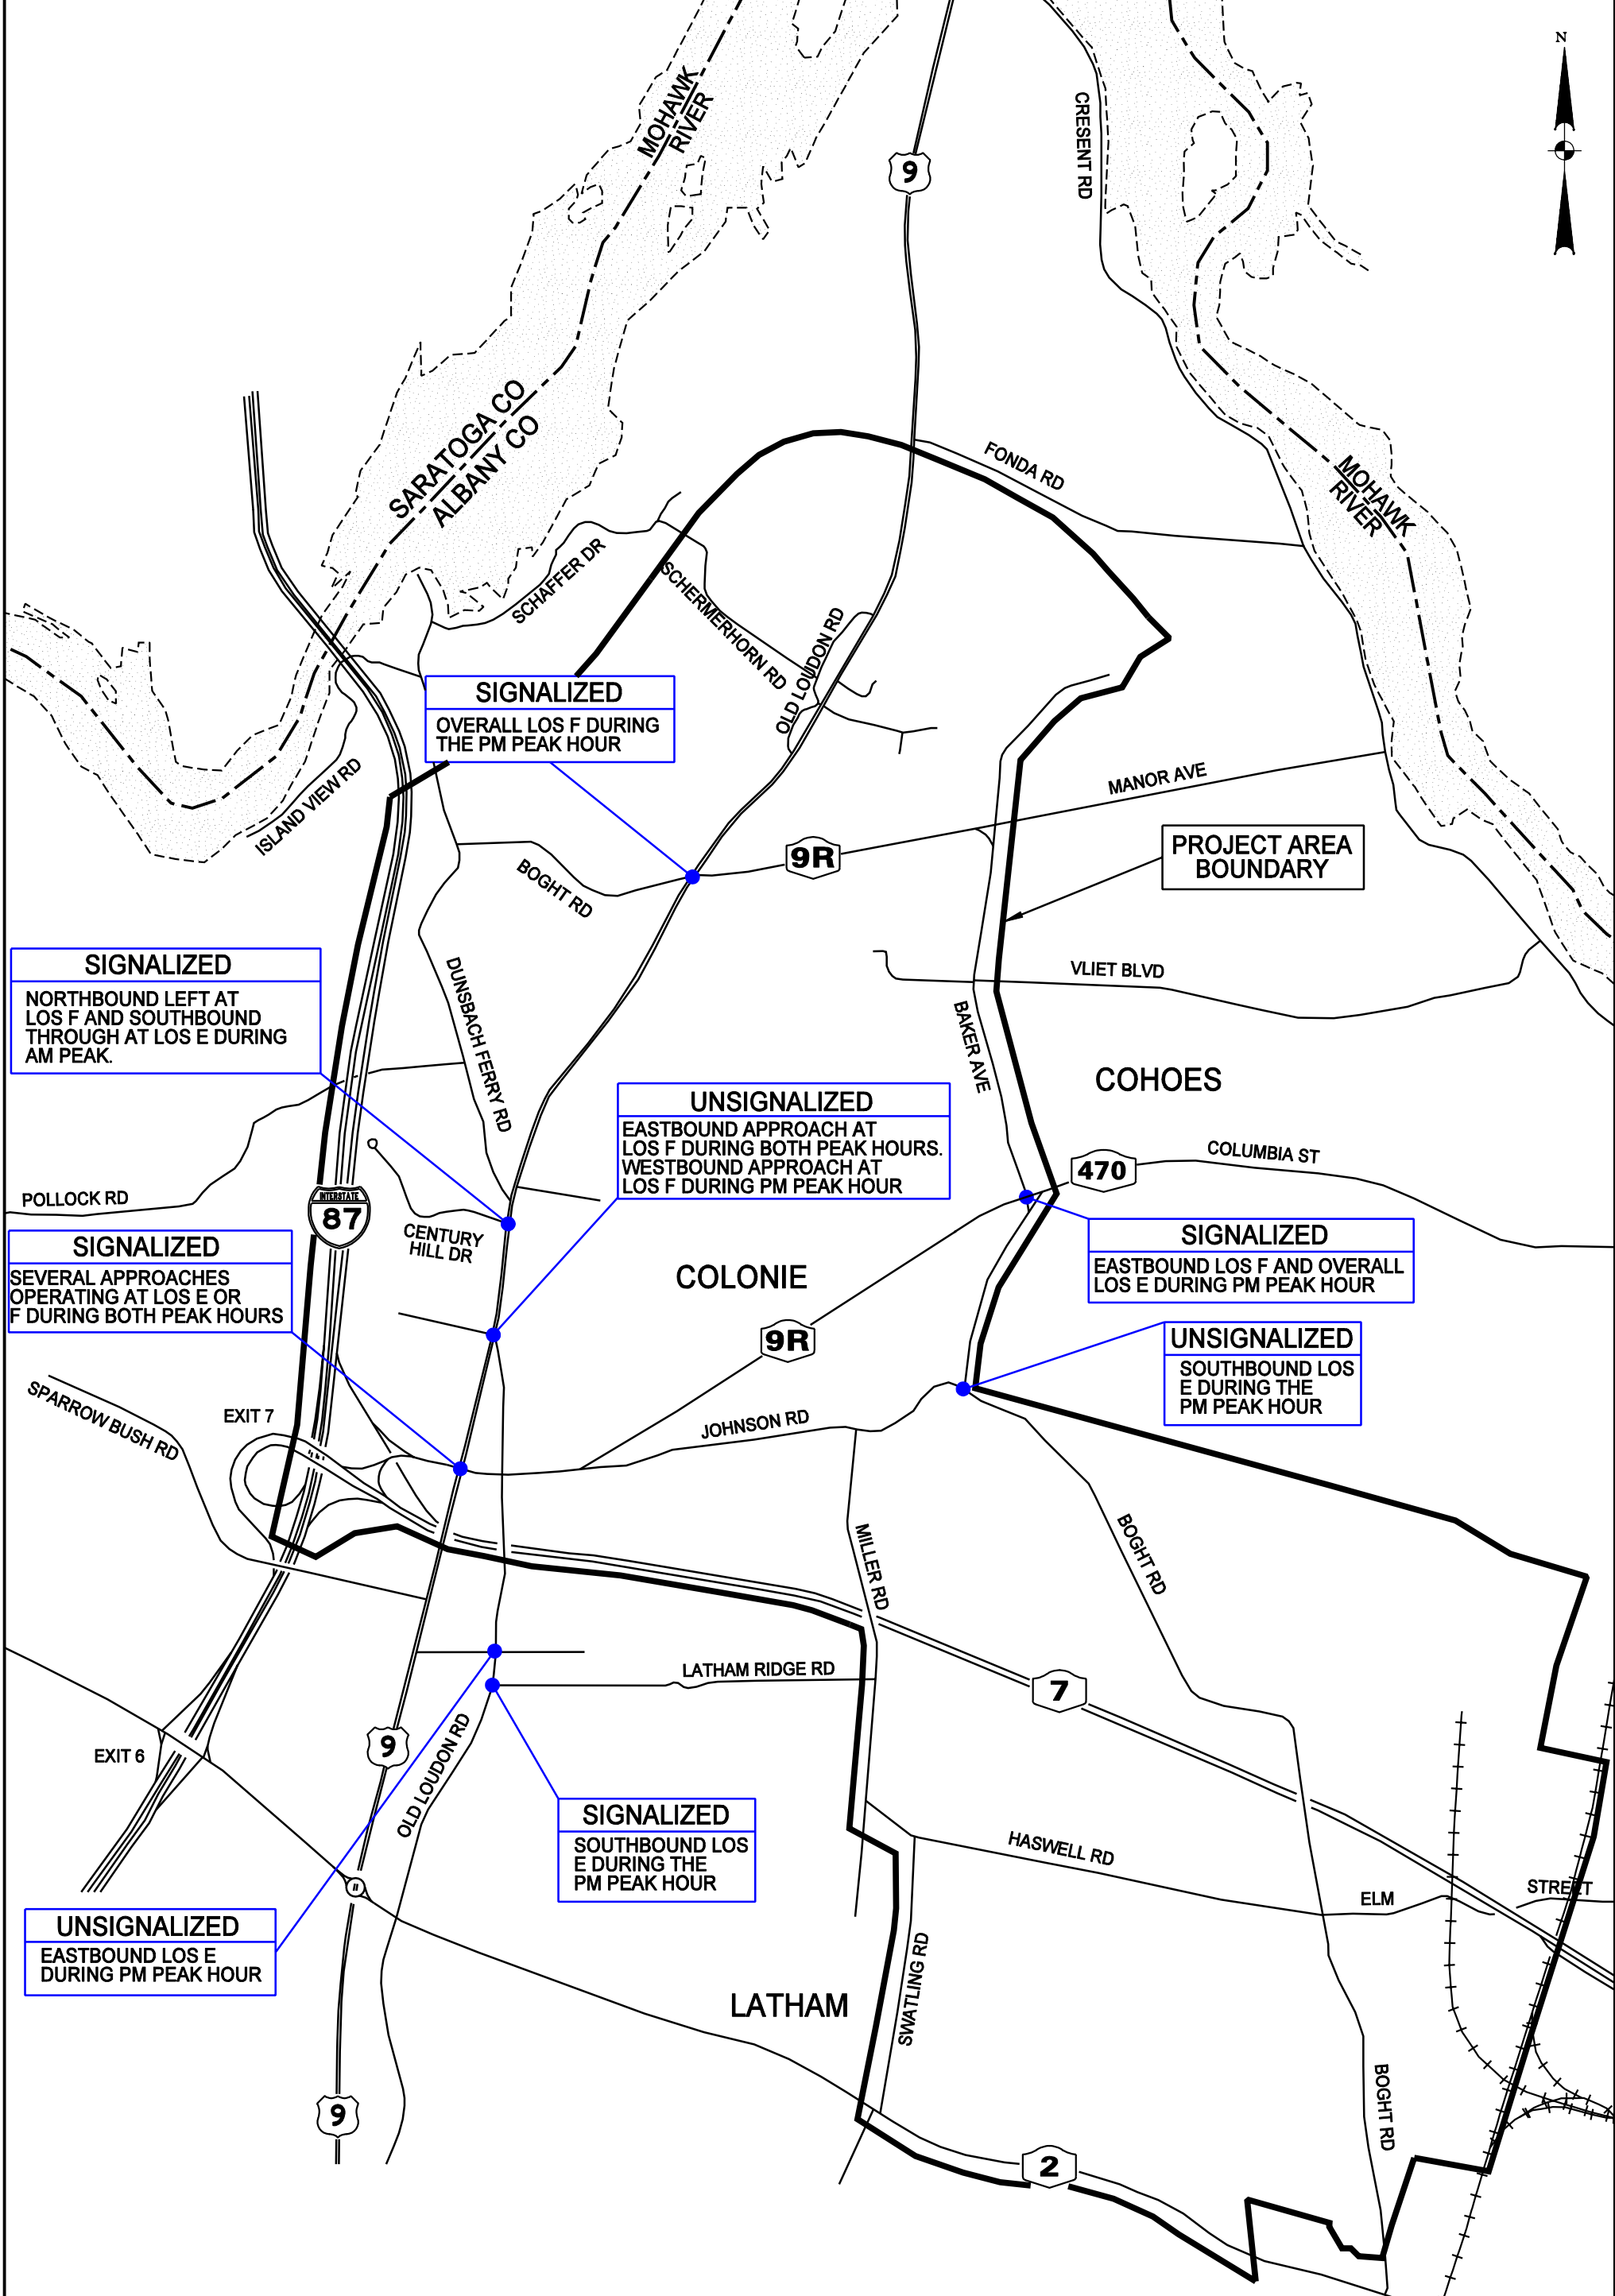 N
MOHAWK
RIVER
CRESENT RD
9
SARATOGA CO
ALBANY CO
FONDA RD
MOHAWK
RIVER
SCHAFFER DR
SCHERMERHORN RD
OLD LOUDON RD
SIGNALIZED
OVERALL LOS F DURING
THE PM PEAK HOUR
ISLAND VIEW RD
MANOR AVE
9R
PROJECT AREA
BOUNDARY
BOGHT RD
SIGNALIZED
NORTHBOUND LEFT AT
LOS F AND SOUTHBOUND
THROUGH AT LOS E DURING
AM PEAK.
DUNSBACH FERRY RD
VLIET BLVD
BAKER AVE
COHOES
UNSIGNALIZED
EASTBOUND APPROACH AT
LOS F DURING BOTH PEAK HOURS.
WESTBOUND APPROACH AT
LOS F DURING PM PEAK HOUR
COLUMBIA ST
470
POLLOCK RD
INTERSTATE
87
CENTURY
HILL DR
SIGNALIZED
SEVERAL APPROACHES
OPERATING AT LOS E OR
F DURING BOTH PEAK HOURS
COLONIE
SIGNALIZED
EASTBOUND LOS F AND OVERALL
LOS E DURING PM PEAK HOUR
9R
UNSIGNALIZED
SOUTHBOUND LOS
E DURING THE
PM PEAK HOUR
SPARROW BUSH RD
EXIT 7
JOHNSON RD
MILLER RD
BOGHT RD
LATHAM RIDGE RD
7
EXIT 6
9
OLD LOUDON RD
SIGNALIZED
SOUTHBOUND LOS
E DURING THE
PM PEAK HOUR
HASWELL RD
ELM
STREET
UNSIGNALIZED
EASTBOUND LOS E
DURING PM PEAK HOUR
SWATLING RD
LATHAM
9
BOGHT RD
2